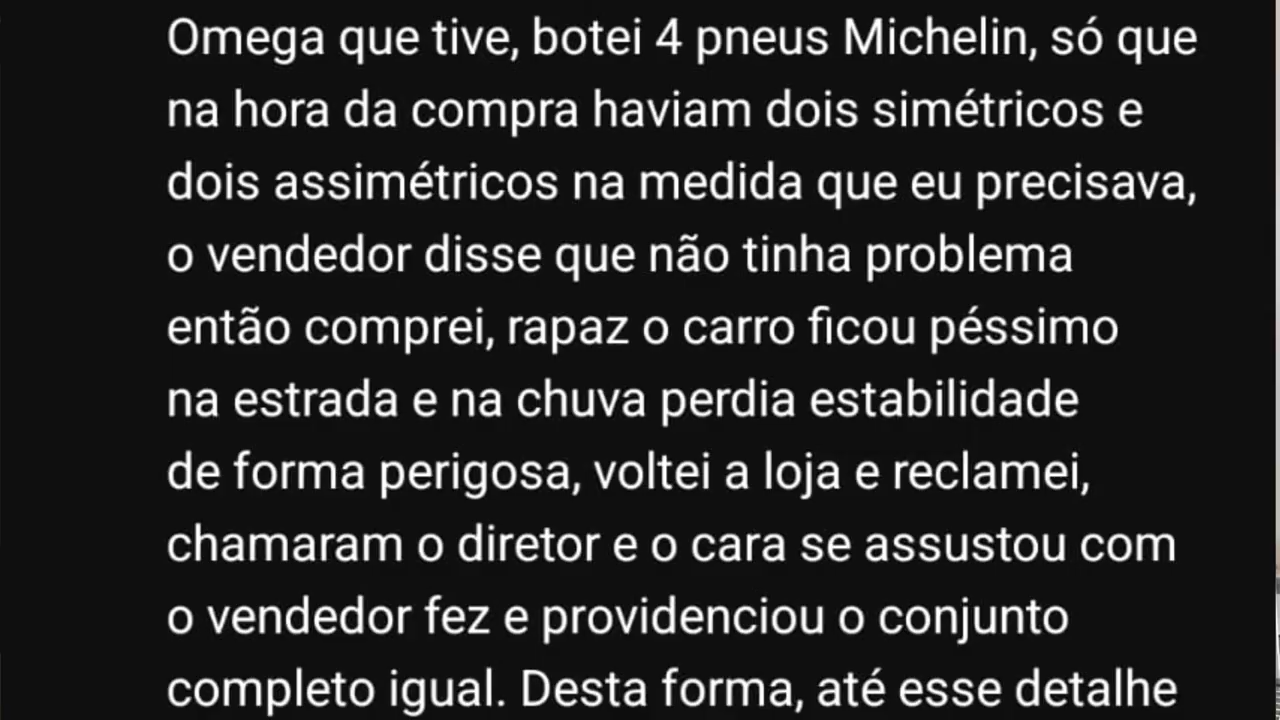 Omega que tive, botei 4 pneus Michelin, só que
na hora da compra haviam dois simétricos e
dois assimétricos na medida que eu precisava,
o vendedor disse que não tinha problema
então comprei, rapaz o carro ficou péssimo
na estrada e na chuva perdia estabilidade
de forma perigosa, voltei a loja e reclamei,
chamaram o diretor e o cara se assustou com
o vendedor fez e providenciou o conjunto
completo igual. Desta forma, até esse detalhe